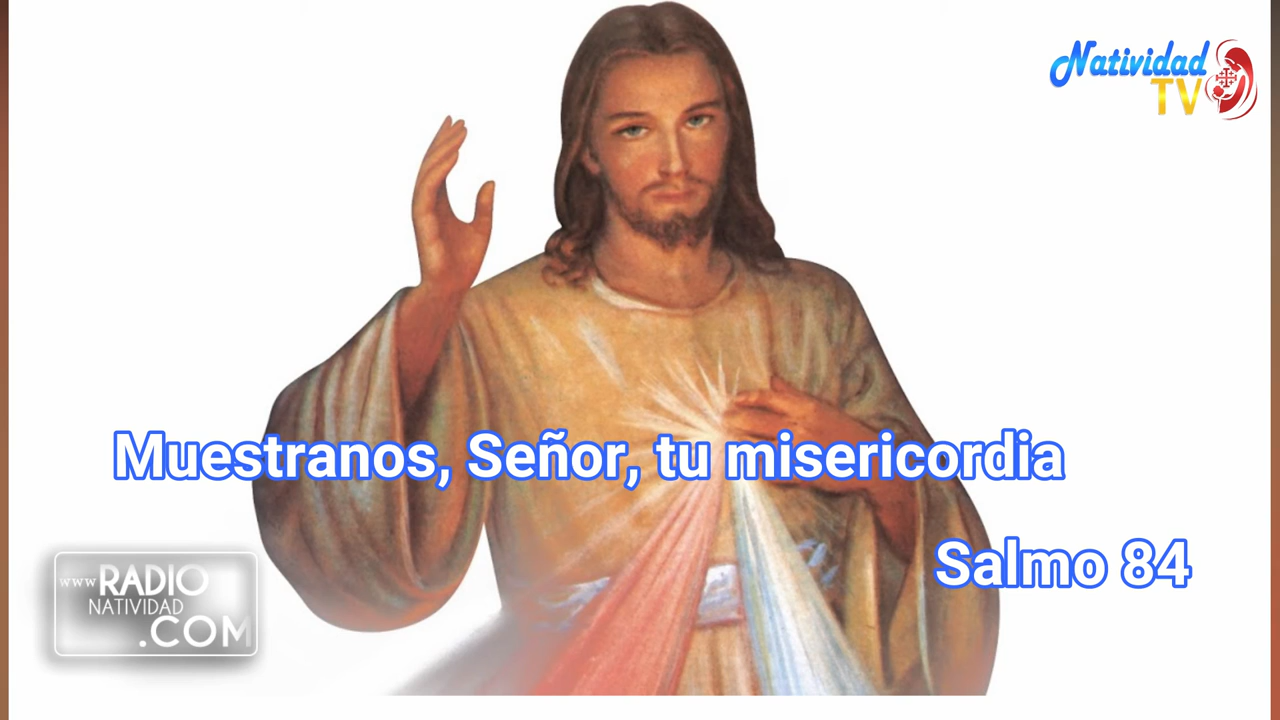 Natividad
TV
Muestranos, Señor, tu misericordia
Salmo 84
www.RADIO
NATIVIDAD
.COM